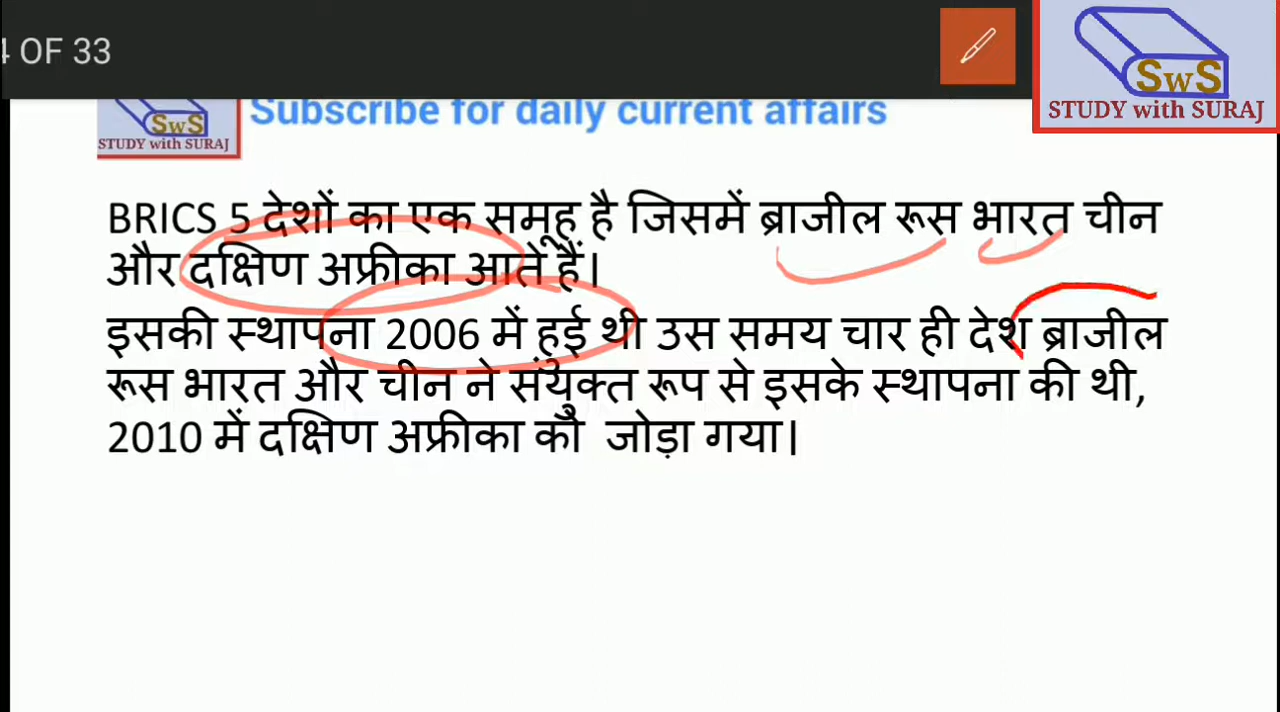 4 OF 33
SwS
STUDY with SURAJ
SwS
STUDY with SURAJ
Subscribe for daily current affairs
BRICS 5 देशों का एक समूह है जिसमें ब्राजील रूस भारत चीन
और दक्षिण अफ्रीका आते हैं।
इसकी स्थापना 2006 में हुई थी उस समय चार ही देश ब्राजील
रूस भारत और चीन ने संयुक्त रूप से इसके स्थापना की थी,
2010 में दक्षिण अफ्रीका को जोड़ा गया।